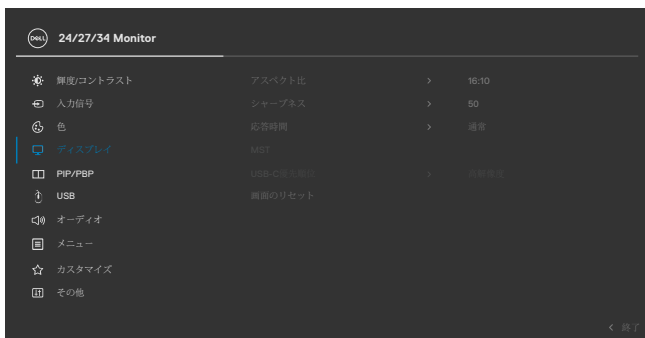 DELL 24/27/34 Monitor
輝度/コントラスト アスペクト比 > 16:10
入力信号 シャープネス > 50
色 応答時間 > 通常
ディスプレイ MST
PIP/PBP USB-C優先順位 > 高解像度
USB 画面のリセット
オーディオ
メニュー
カスタマイズ
その他
< 終了